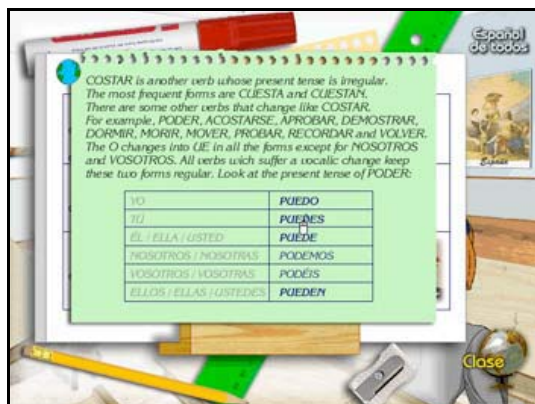 Español
de todos
COSTAR is another verb whose present tense is irregular.
The most frequent forms are CUESTA and CUESTAN.
There are some other verbs that change like COSTAR.
For example, PODER, ACOSTARSE, APROBAR, DEMOSTRAR,
DORMIR, MORIR, MOVER, PROBAR, RECORDAR and VOLVER.
The O changes into UE in all the forms except for NOSOTROS
and VOSOTROS. All verbs wich suffer a vocalic change keep
these two forms regular. Look at the present tense of PODER:
YO PUEDO
TÚ PUEDES
ÉL / ELLA / USTED PUEDE
NOSOTROS / NOSOTRAS PODEMOS
VOSOTROS / VOSOTRAS PODÉIS
ELLOS / ELLAS / USTEDES PUEDEN
España
Clase